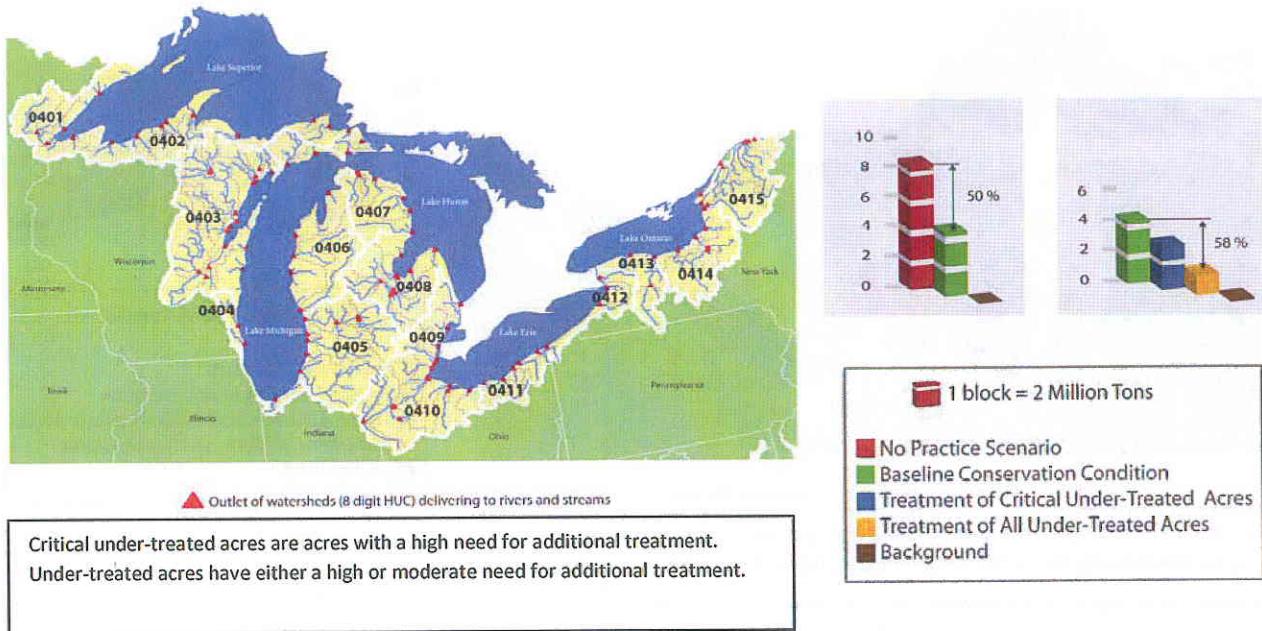 Lake Superior
0401
0402
0403
0407
Lake Huron
0415
0406
Lake Ontario
0413
0414
New York
Wisconsin
0408
0412
Minnesota
0404
Lake Michigan
0409
Lake Erie
0405
0411
Pennsylvania
Iowa
0410
Illinois
Indiana
Ohio
Outlet of watersheds (8 digit HUC) delivering to rivers and streams
Critical under-treated acres are acres with a high need for additional treatment.
Under-treated acres have either a high or moderate need for additional treatment.
10
8
6
4
2
0
50 %
6
4
2
0
58 %
1 block = 2 Million Tons
No Practice Scenario
Baseline Conservation Condition
Treatment of Critical Under-Treated Acres
Treatment of All Under-Treated Acres
Background